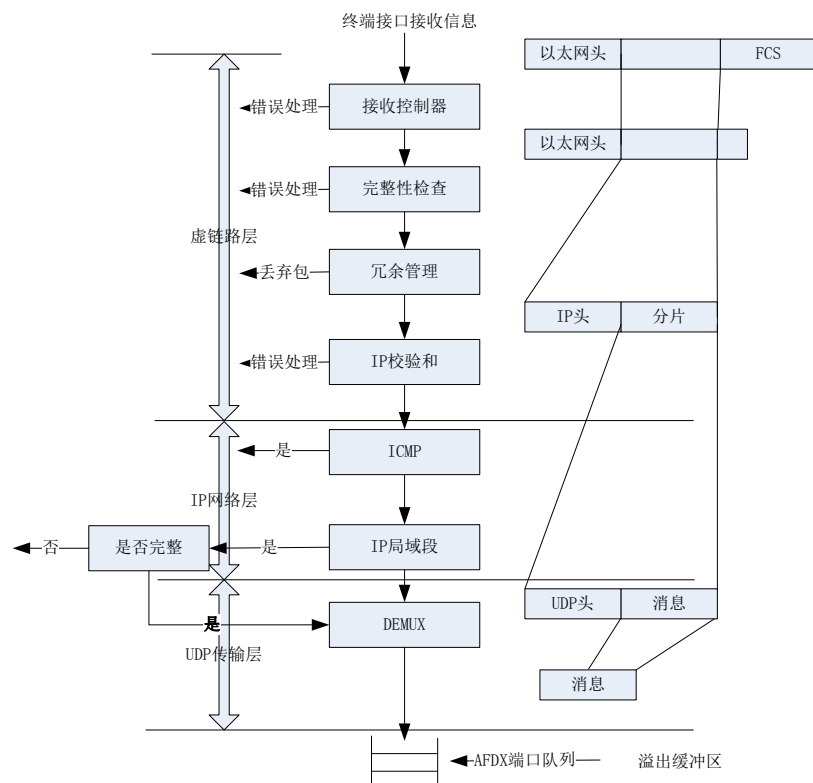 终端接口接收信息
以太网头
FCS
错误处理
接收控制器
以太网头
错误处理
完整性检查
虚链路层
丢弃包
冗余管理
IP头
分片
错误处理
IP校验和
是
ICMP
IP网络层
否
是否完整
是
IP局域段
UDP头
消息
是
DEMUX
UDP传输层
消息
AFDX端口队列
溢出缓冲区